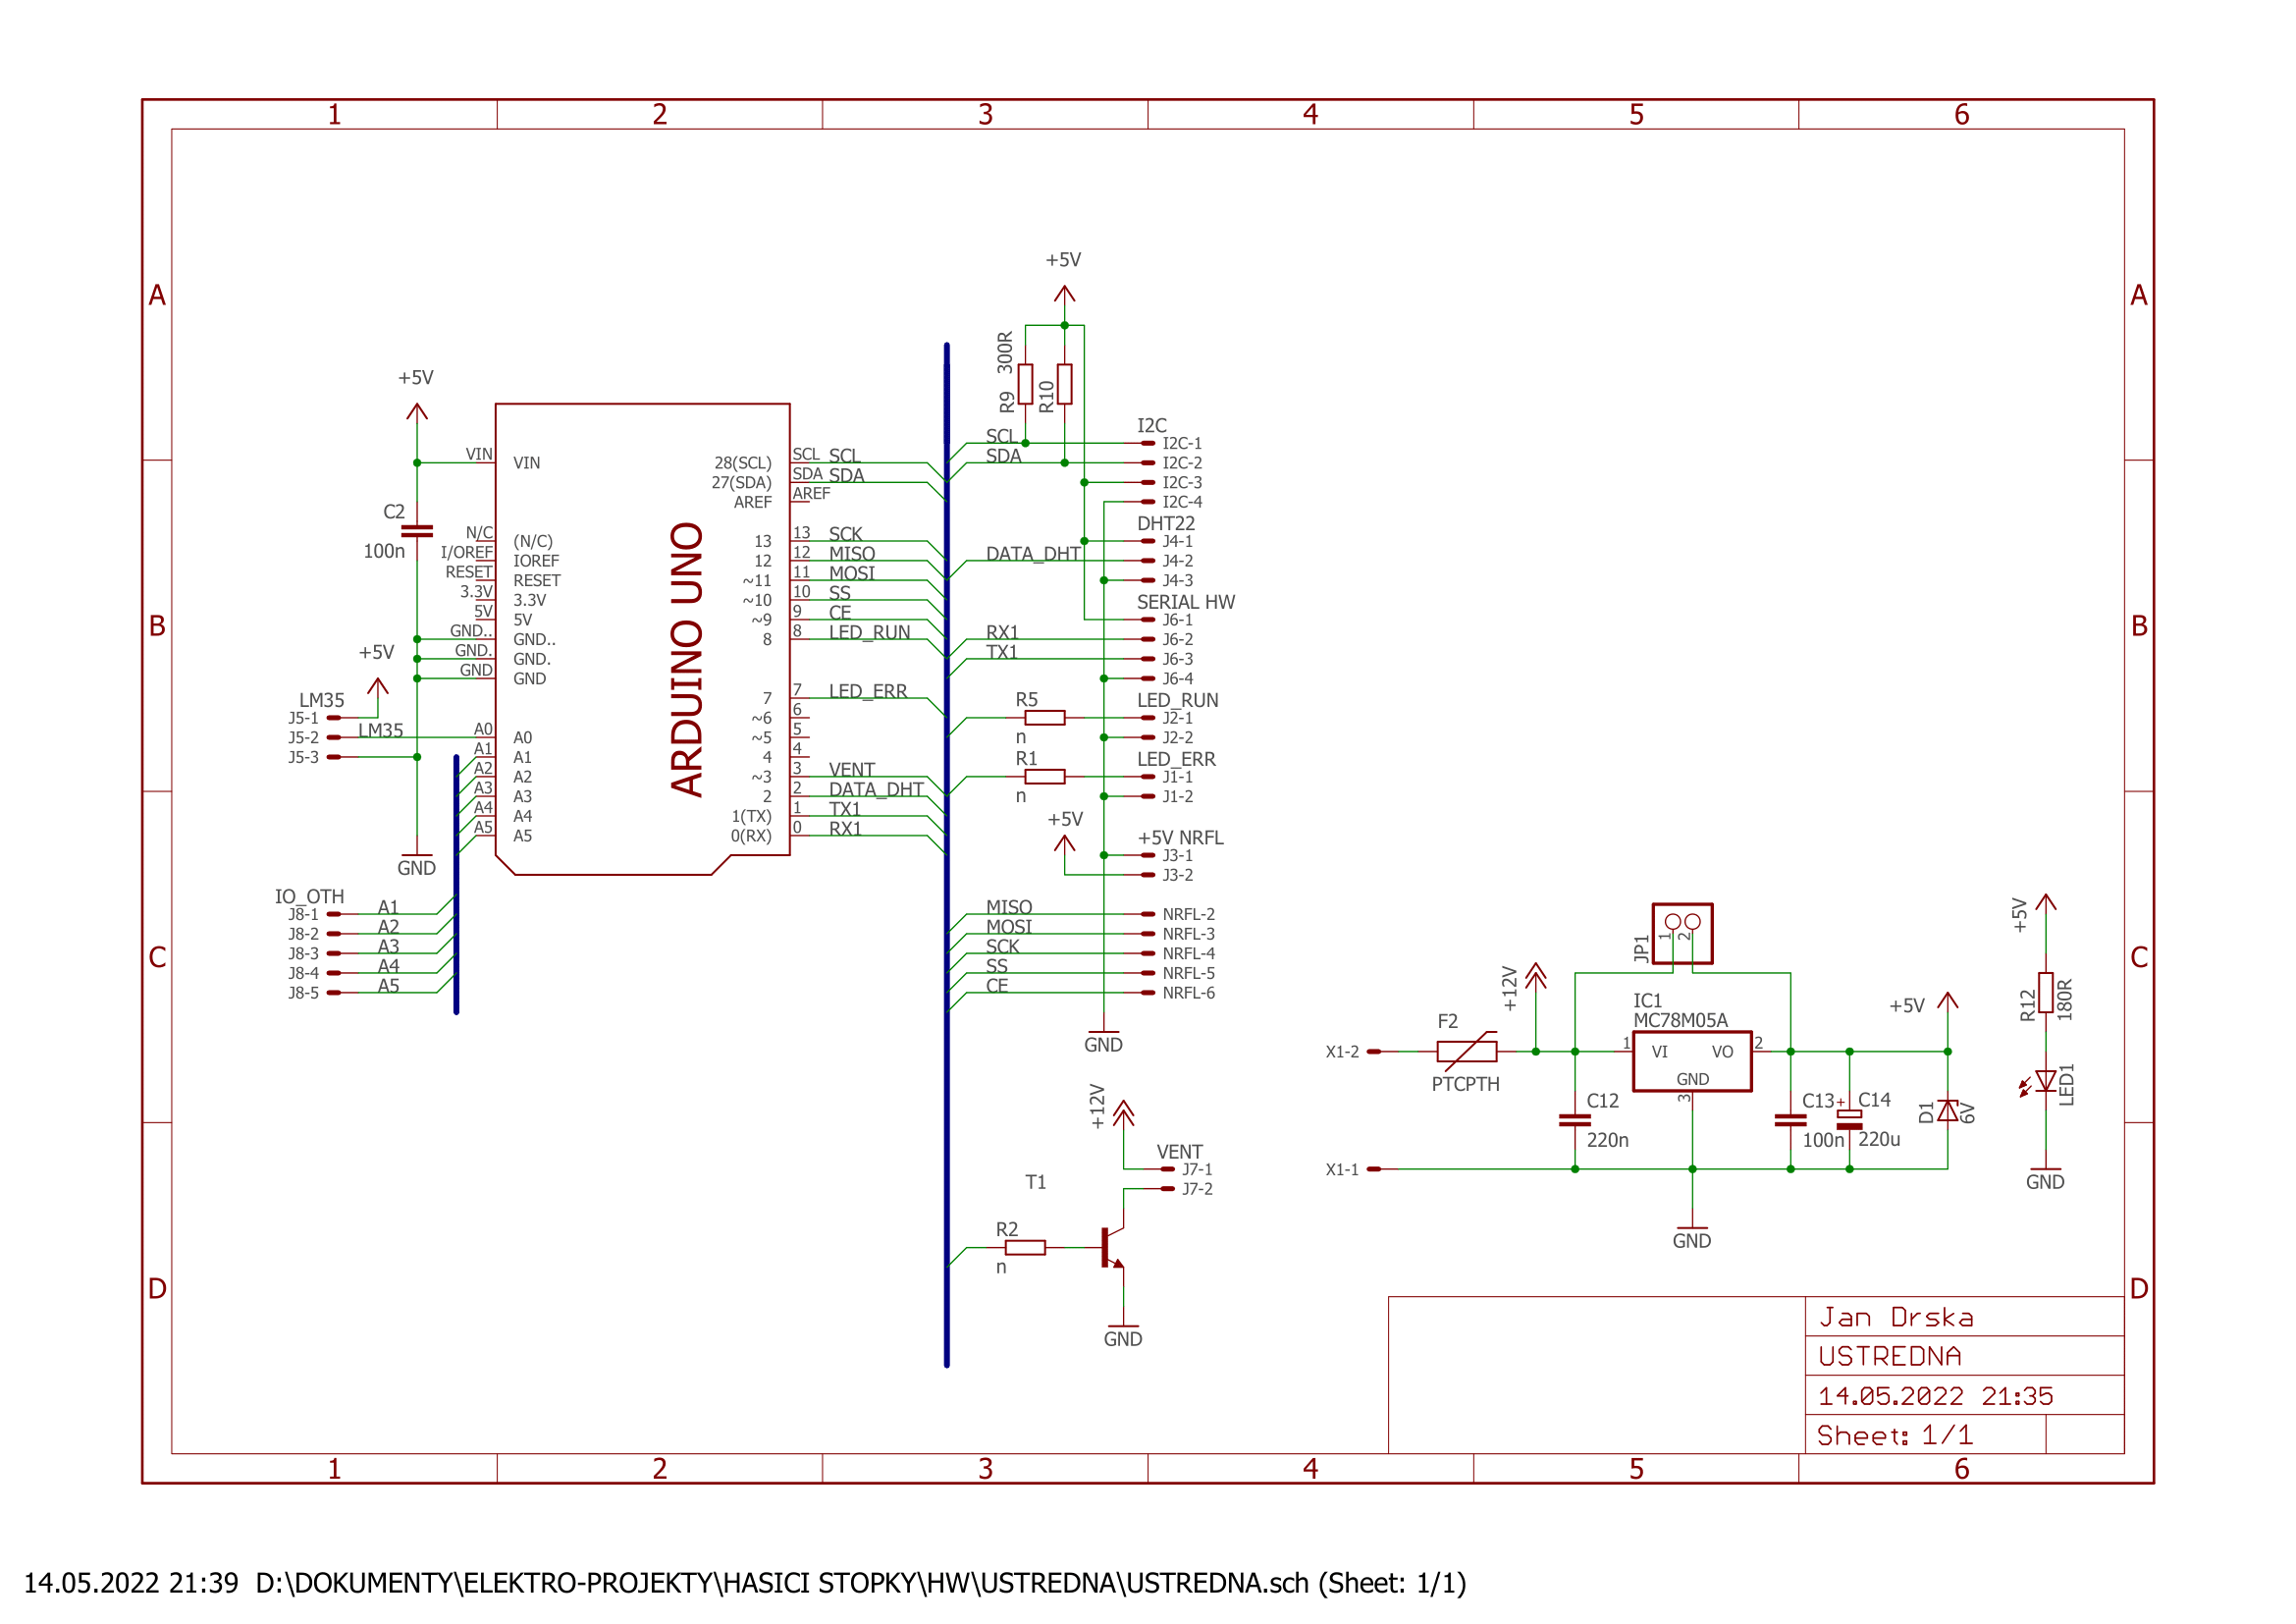 1 2 3 4 5 6
A A
B B
C C
D D
+5V
VIN
C2
100n
N/C
I/OREF
RESET
3.3V
5V
GND..
GND.
GND
+5V
LM35
J5-1
J5-2 LM35
J5-3
A0
A1
A2
A3
A4
A5
GND
IO_OTH
J8-1 A1
J8-2 A2
J8-3 A3
J8-4 A4
J8-5 A5
VIN
(N/C)
IOREF
RESET
3.3V
5V
GND..
GND.
GND
A0
A1
A2
A3
A4
A5
ARDUINO UNO
28(SCL) SCL SCL
27(SDA) SDA SDA
AREF AREF
13 13 SCK
12 12 MISO
~11 11 MOSI
~10 10 SS
~9 9 CE
8 8 LED_RUN
7 7 LED_ERR
~6 6
~5 5
4 4
~3 3 VENT
2 2 DATA_DHT
1(TX) 1 TX1
0(RX) 0 RX1
+5V
R9 300R
R10
I2C
SCL I2C-1
SDA I2C-2
I2C-3
I2C-4
DHT22
J4-1
DATA_DHT J4-2
J4-3
SERIAL HW
J6-1
RX1 J6-2
TX1 J6-3
J6-4
LED_RUN
R5 J2-1
n J2-2
LED_ERR
R1 J1-1
n J1-2
+5V
+5V NRFL
J3-1
J3-2
MISO NRFL-2
MOSI NRFL-3
SCK NRFL-4
SS NRFL-5
CE NRFL-6
GND
+12V
VENT
J7-1
J7-2
T1
R2
n
GND
JP1
1 2
+12V
IC1
MC78M05A
F2
X1-2
PTCPTH
1 VI VO 2
GND
3
C12
220n
C13
100n
+ C14
220u
+5V
D1
6V
X1-1
GND
+5V
R12
180R
LED1
GND
Jan Drska
USTREDNA
14.05.2022 21:35
Sheet: 1/1
1 2 3 4 5 6
14.05.2022 21:39 D:\DOKUMENTY\ELEKTRO-PROJEKTY\HASICI STOPKY\HW\USTREDNA\USTREDNA.sch (Sheet: 1/1)